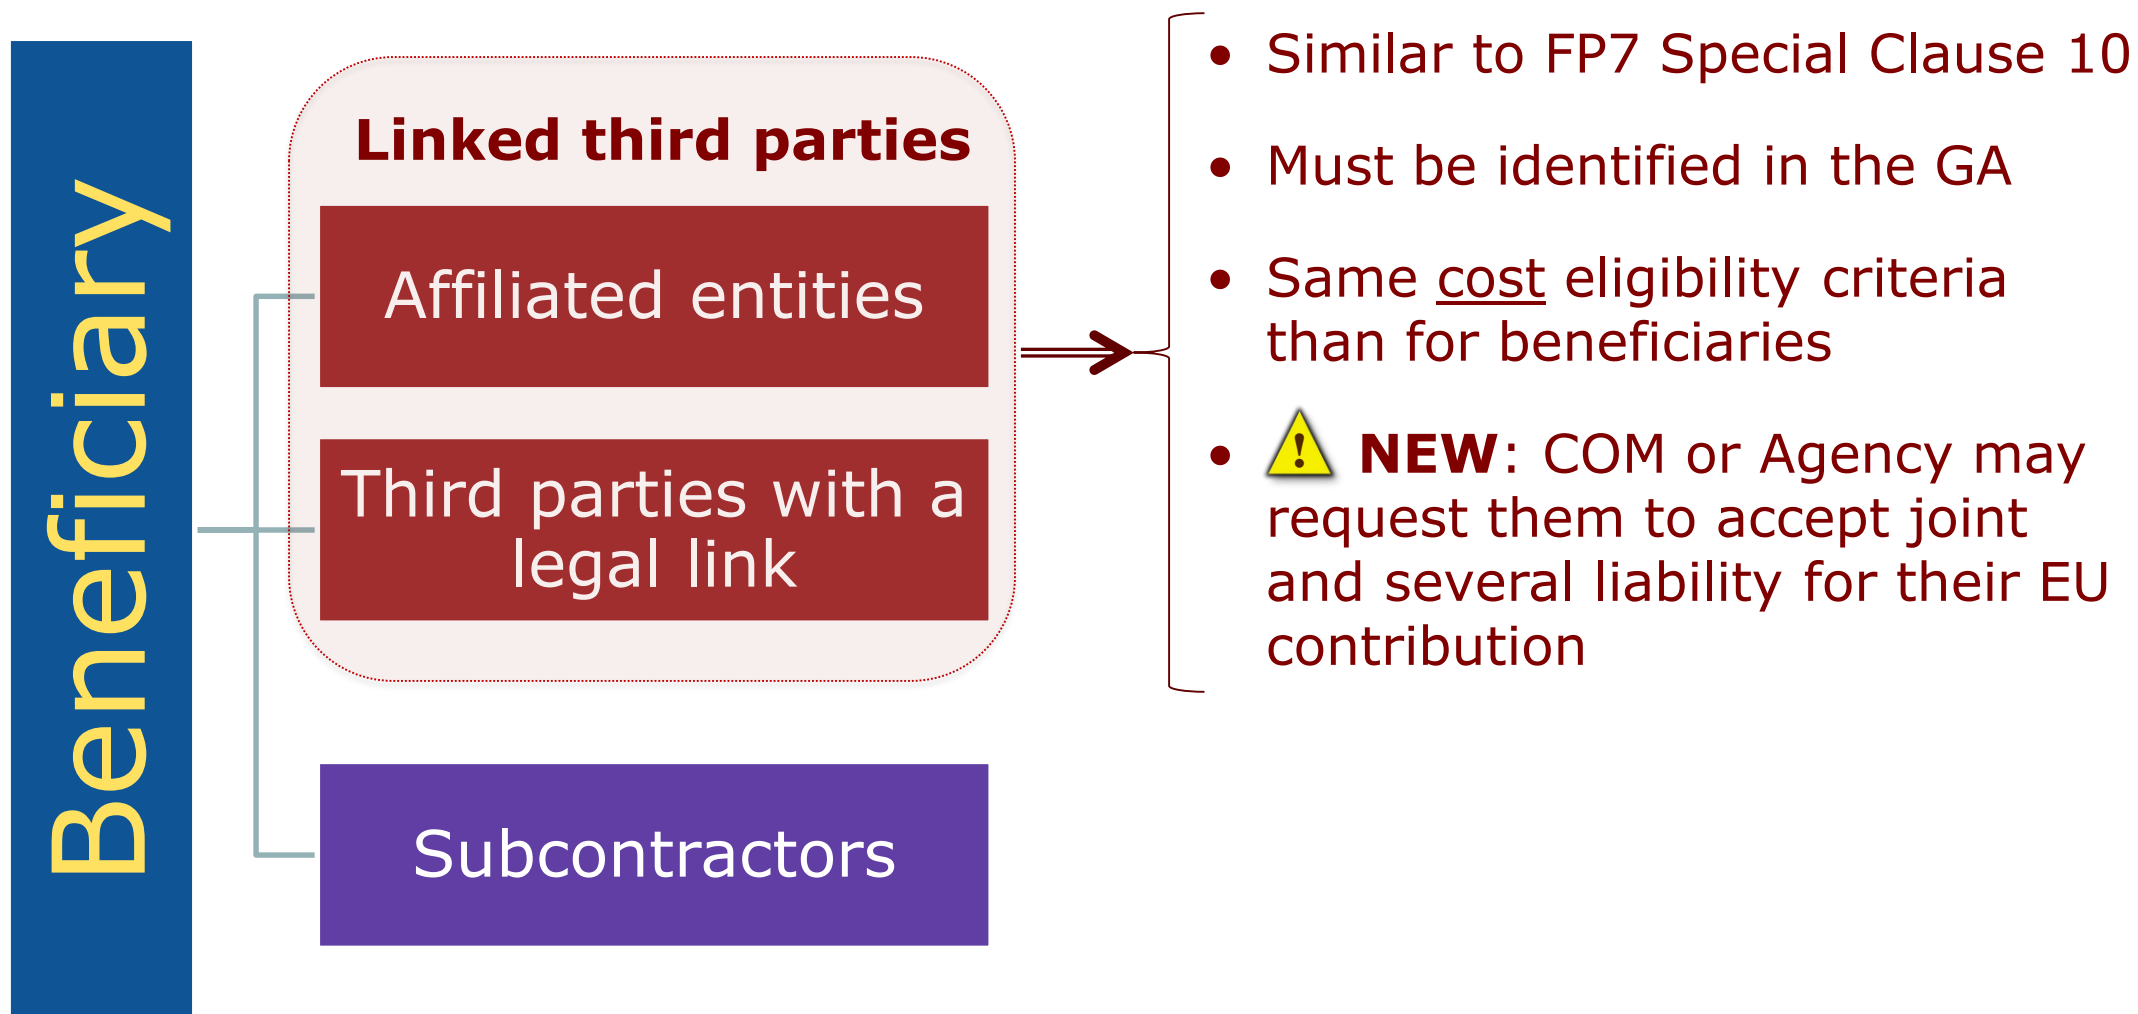 Beneficiary
Linked third parties
Affiliated entities
Third parties with a
legal link
Subcontractors
• Similar to FP7 Special Clause 10
• Must be identified in the GA
• Same cost eligibility criteria
than for beneficiaries
• ! NEW: COM or Agency may
request them to accept joint
and several liability for their EU
contribution